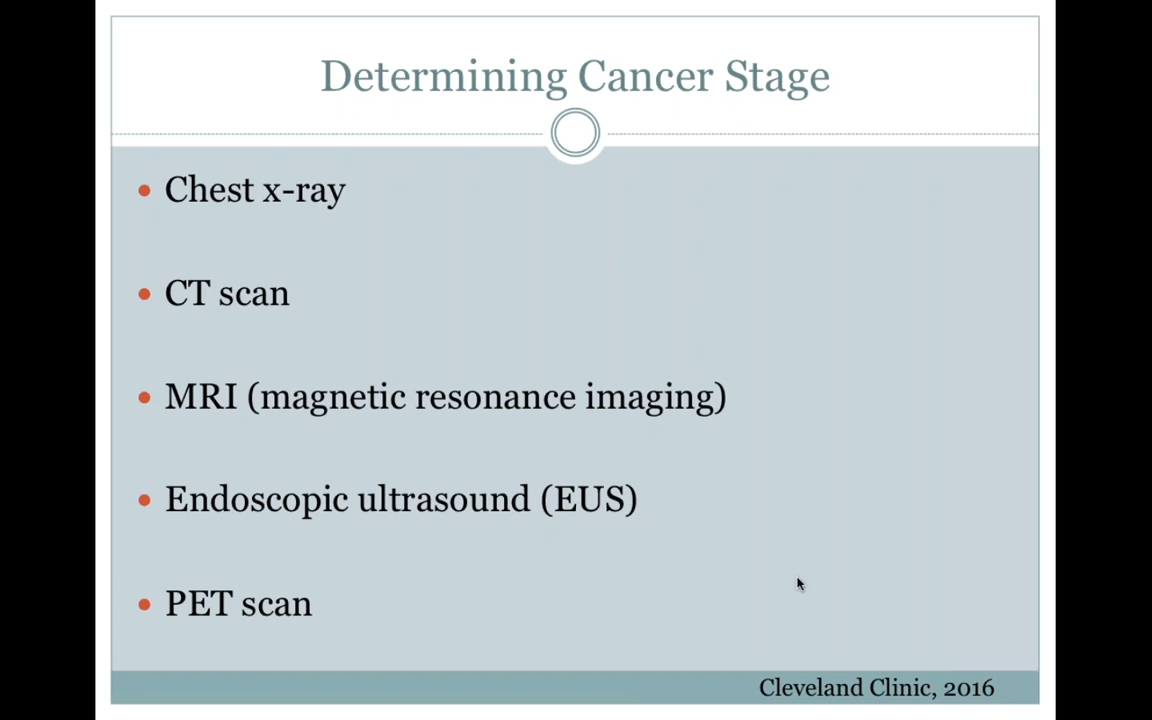 Determining Cancer Stage
Chest x-ray
CT scan
MRI (magnetic resonance imaging)
Endoscopic ultrasound (EUS)
PET scan
Cleveland Clinic, 2016